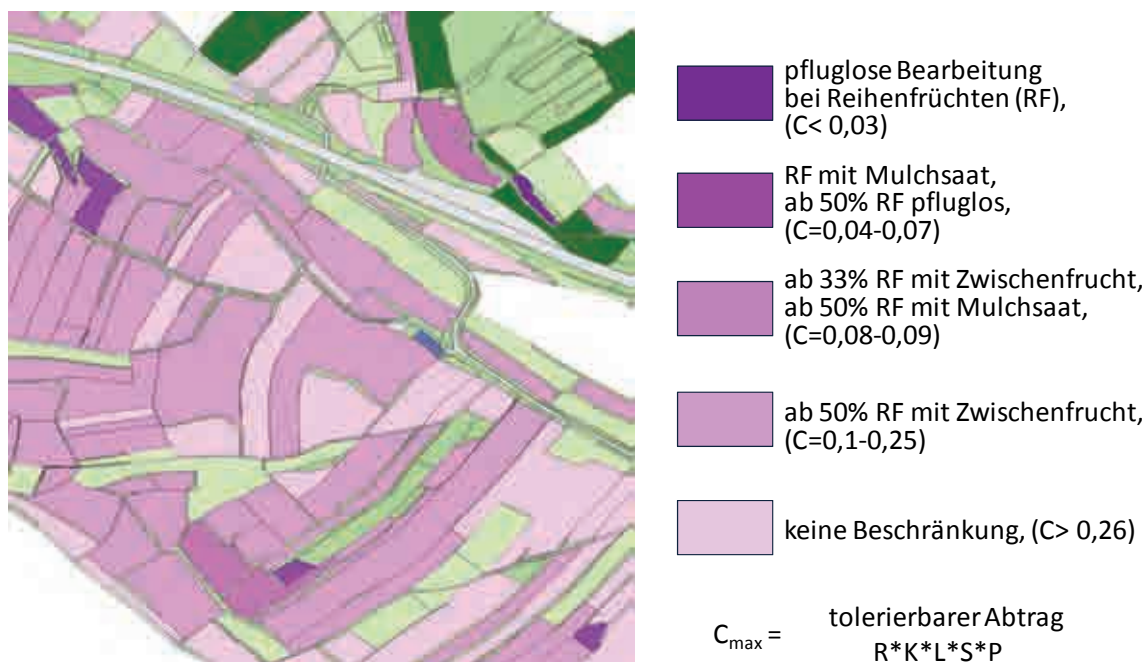 pfluglose Bearbeitung
bei Reihenfrüchten (RF),
(C< 0,03)
RF mit Mulchsaat,
ab 50% RF pfluglos,
(C=0,04-0,07)
ab 33% RF mit Zwischenfrucht,
ab 50% RF mit Mulchsaat,
(C=0,08-0,09)
ab 50% RF mit Zwischenfrucht,
(C=0,1-0,25)
keine Beschränkung, (C> 0,26)
tolerierbarer Abtrag
Cmax =
R*K*L*S*P